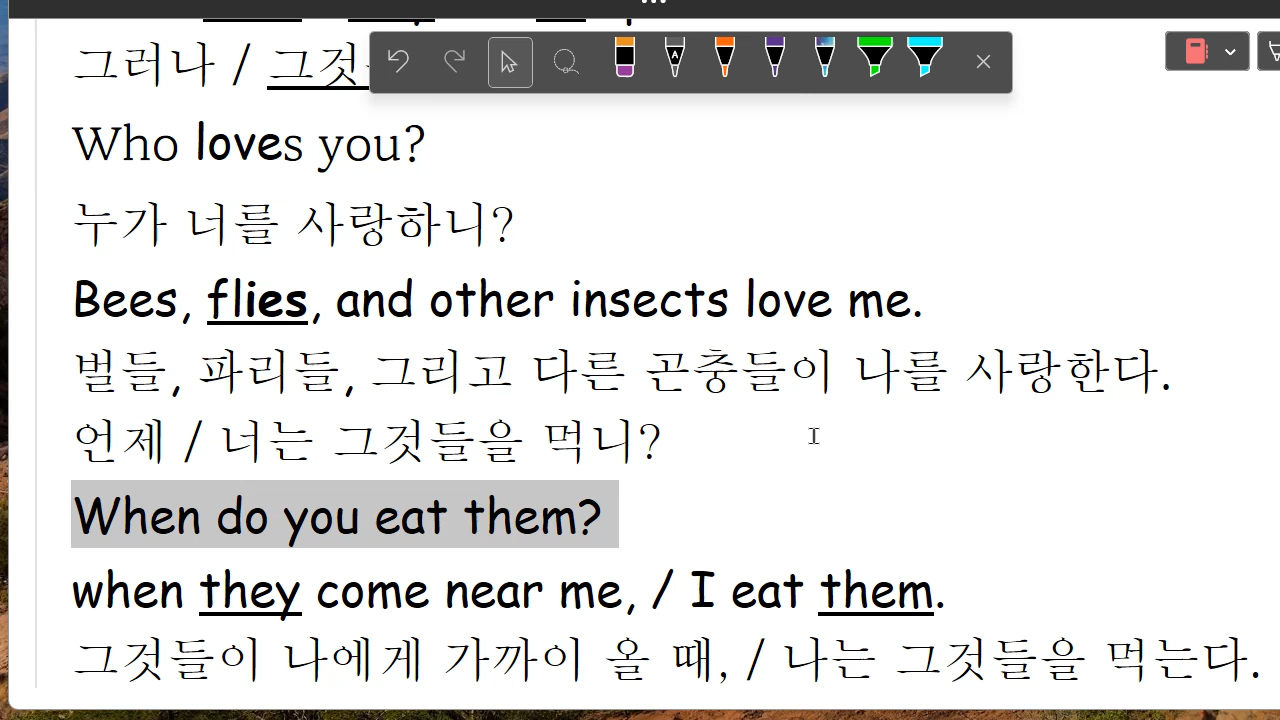 그러나 / 그것
Who loves you?
누가 너를 사랑하니?
Bees, flies, and other insects love me.
벌들, 파리들, 그리고 다른 곤충들이 나를 사랑한다.
언제 / 너는 그것들을 먹니?
When do you eat them?
when they come near me, / I eat them.
그것들이 나에게 가까이 올 때, / 나는 그것들을 먹는다.